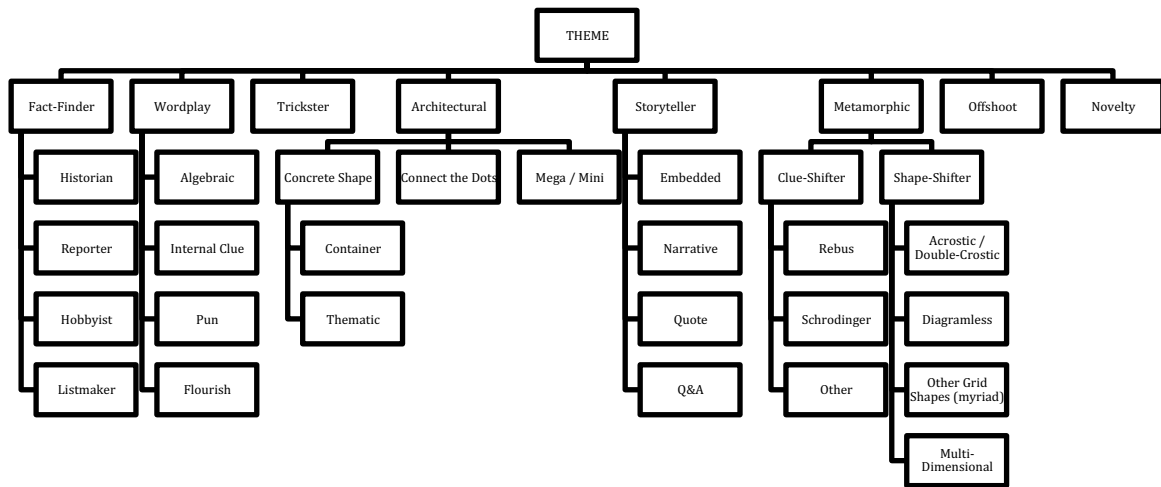 THEME
Fact-Finder
Wordplay
Trickster
Architectural
Storyteller
Metamorphic
Offshoot
Novelty
Historian
Algebraic
Concrete Shape
Connect the Dots
Mega / Mini
Embedded
Clue-Shifter
Shape-Shifter
Reporter
Internal Clue
Container
Narrative
Rebus
Acrostic /
Double-Crostic
Hobbyist
Pun
Thematic
Quote
Schrodinger
Diagramless
Listmaker
Flourish
Q&A
Other
Other Grid
Shapes (myriad)
Multi-
Dimensional